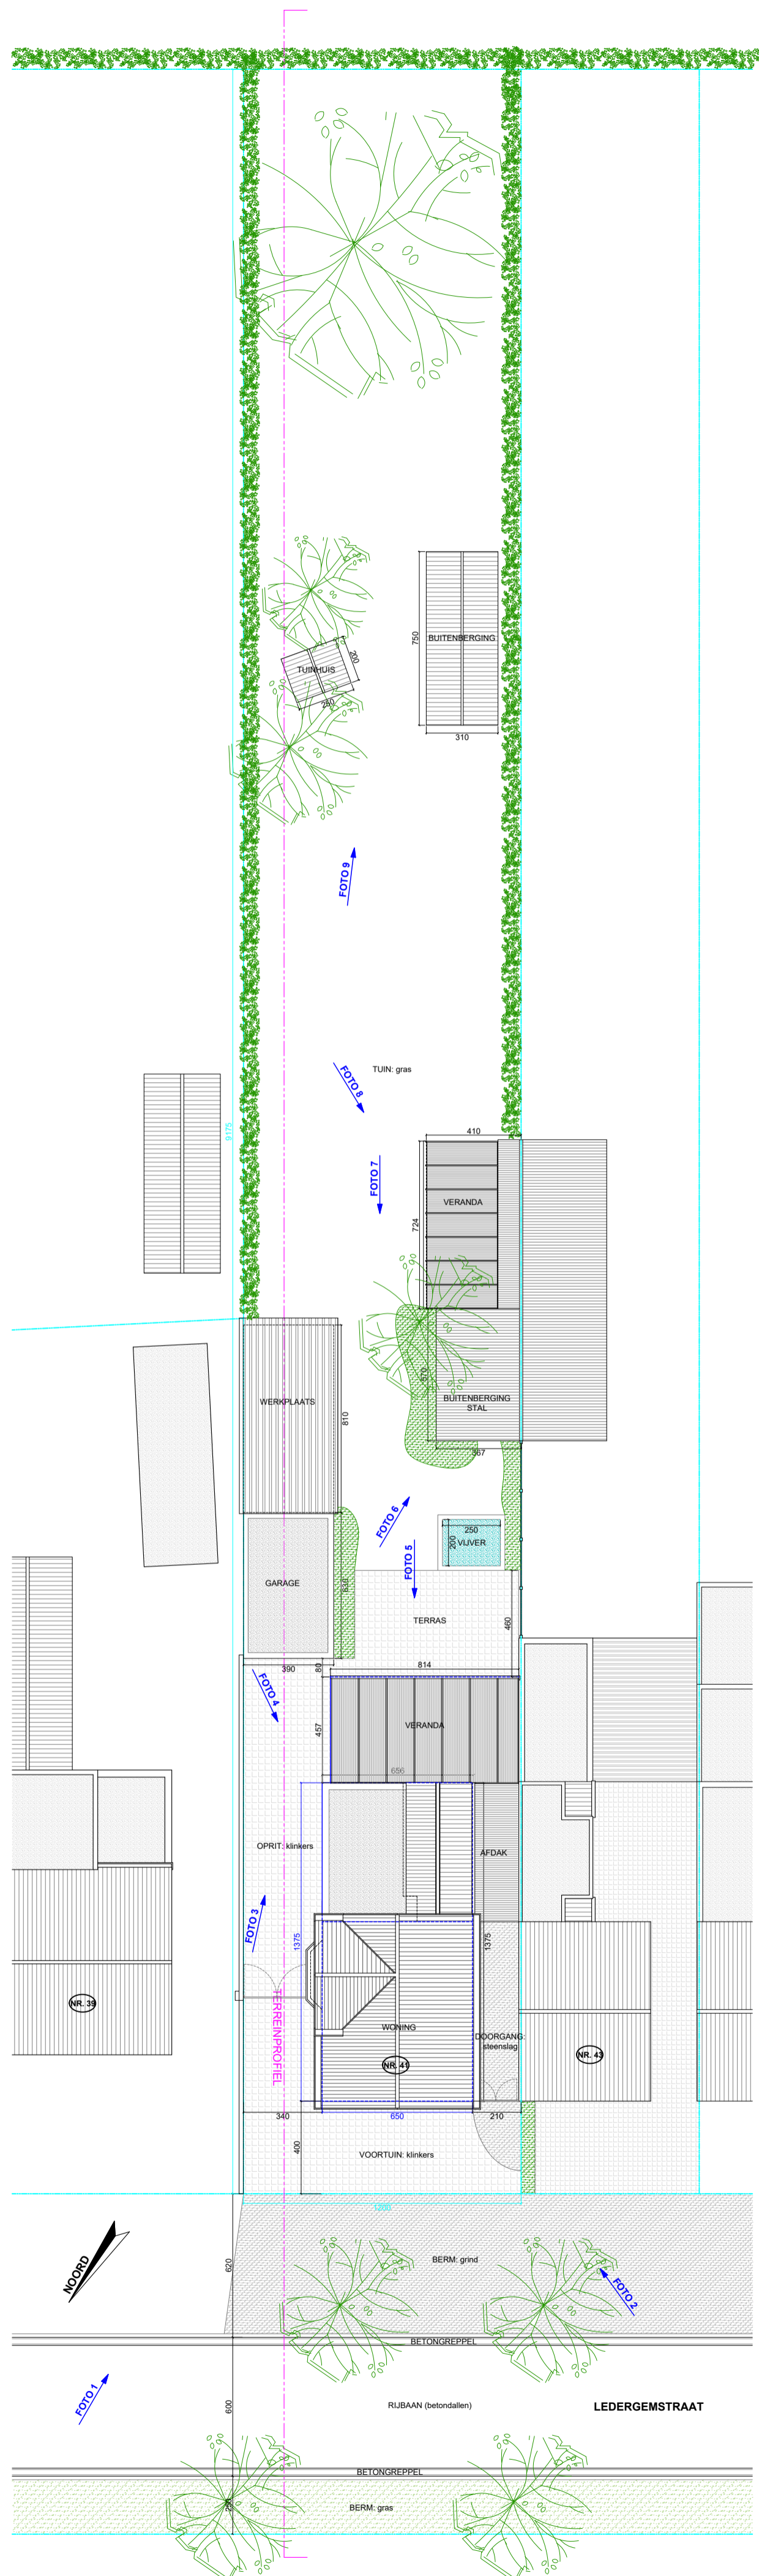 750
BUITENBERGING
200
TUINHUIS
250
310
FOTO 9
TUIN: gras
FOTO 8
9175
410
FOTO 7
VERANDA
724
570
BUITENBERGING
STAL
WERKPLAATS
810
367
FOTO 6
250
200
VIJVER
FOTO 5
GARAGE
630
TERRAS
460
390
80
814
FOTO 4
457
VERANDA
656
OPRIT: klinkers
AFDAK
FOTO 3
1375
1375
TERREINPROFIEL
NR. 39
WONING
DOORGANG:
steenslag
NR. 41
NR. 43
340
650
210
400
VOORTUIN: klinkers
1200
NOORD
620
BERM: grind
FOTO 2
BETONGREPPEL
FOTO 1
600
RIJBAAN (betondallen)
LEDERGEMSTRAAT
BETONGREPPEL
250
BERM: gras